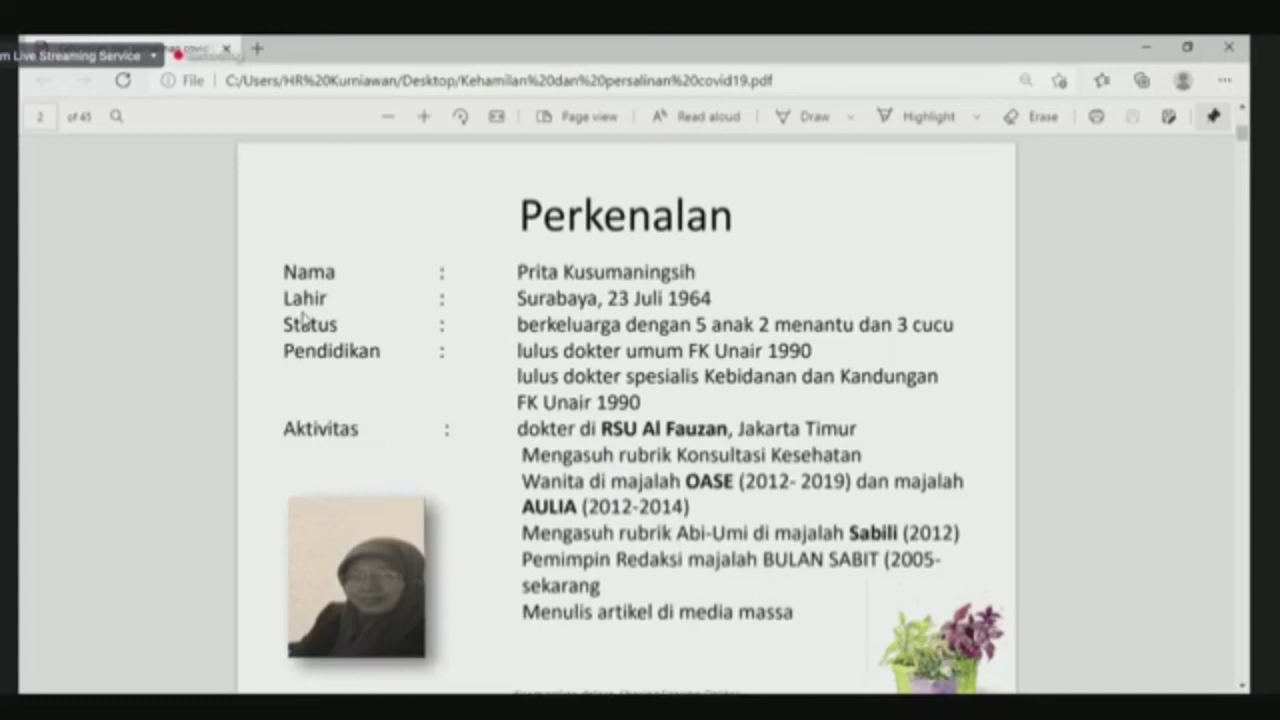 m Live Streaming Service
File C:/Users/HR%20Kurniawan/Desktop/Kehamilan%20dan%20persalinan%20covid19.pdf
2 of 45 Page view Read aloud Draw Highlight Erase
Perkenalan
Nama : Prita Kusumaningsih
Lahir : Surabaya, 23 Juli 1964
Status : berkeluarga dengan 5 anak 2 menantu dan 3 cucu
Pendidikan : lulus dokter umum FK Unair 1990
lulus dokter spesialis Kebidanan dan Kandungan
FK Unair 1990
Aktivitas : dokter di RSU Al Fauzan, Jakarta Timur
Mengasuh rubrik Konsultasi Kesehatan
Wanita di majalah OASE (2012- 2019) dan majalah
AULIA (2012-2014)
Mengasuh rubrik Abi-Umi di majalah Sabili (2012)
Pemimpin Redaksi majalah BULAN SABIT (2005-
sekarang
Menulis artikel di media massa